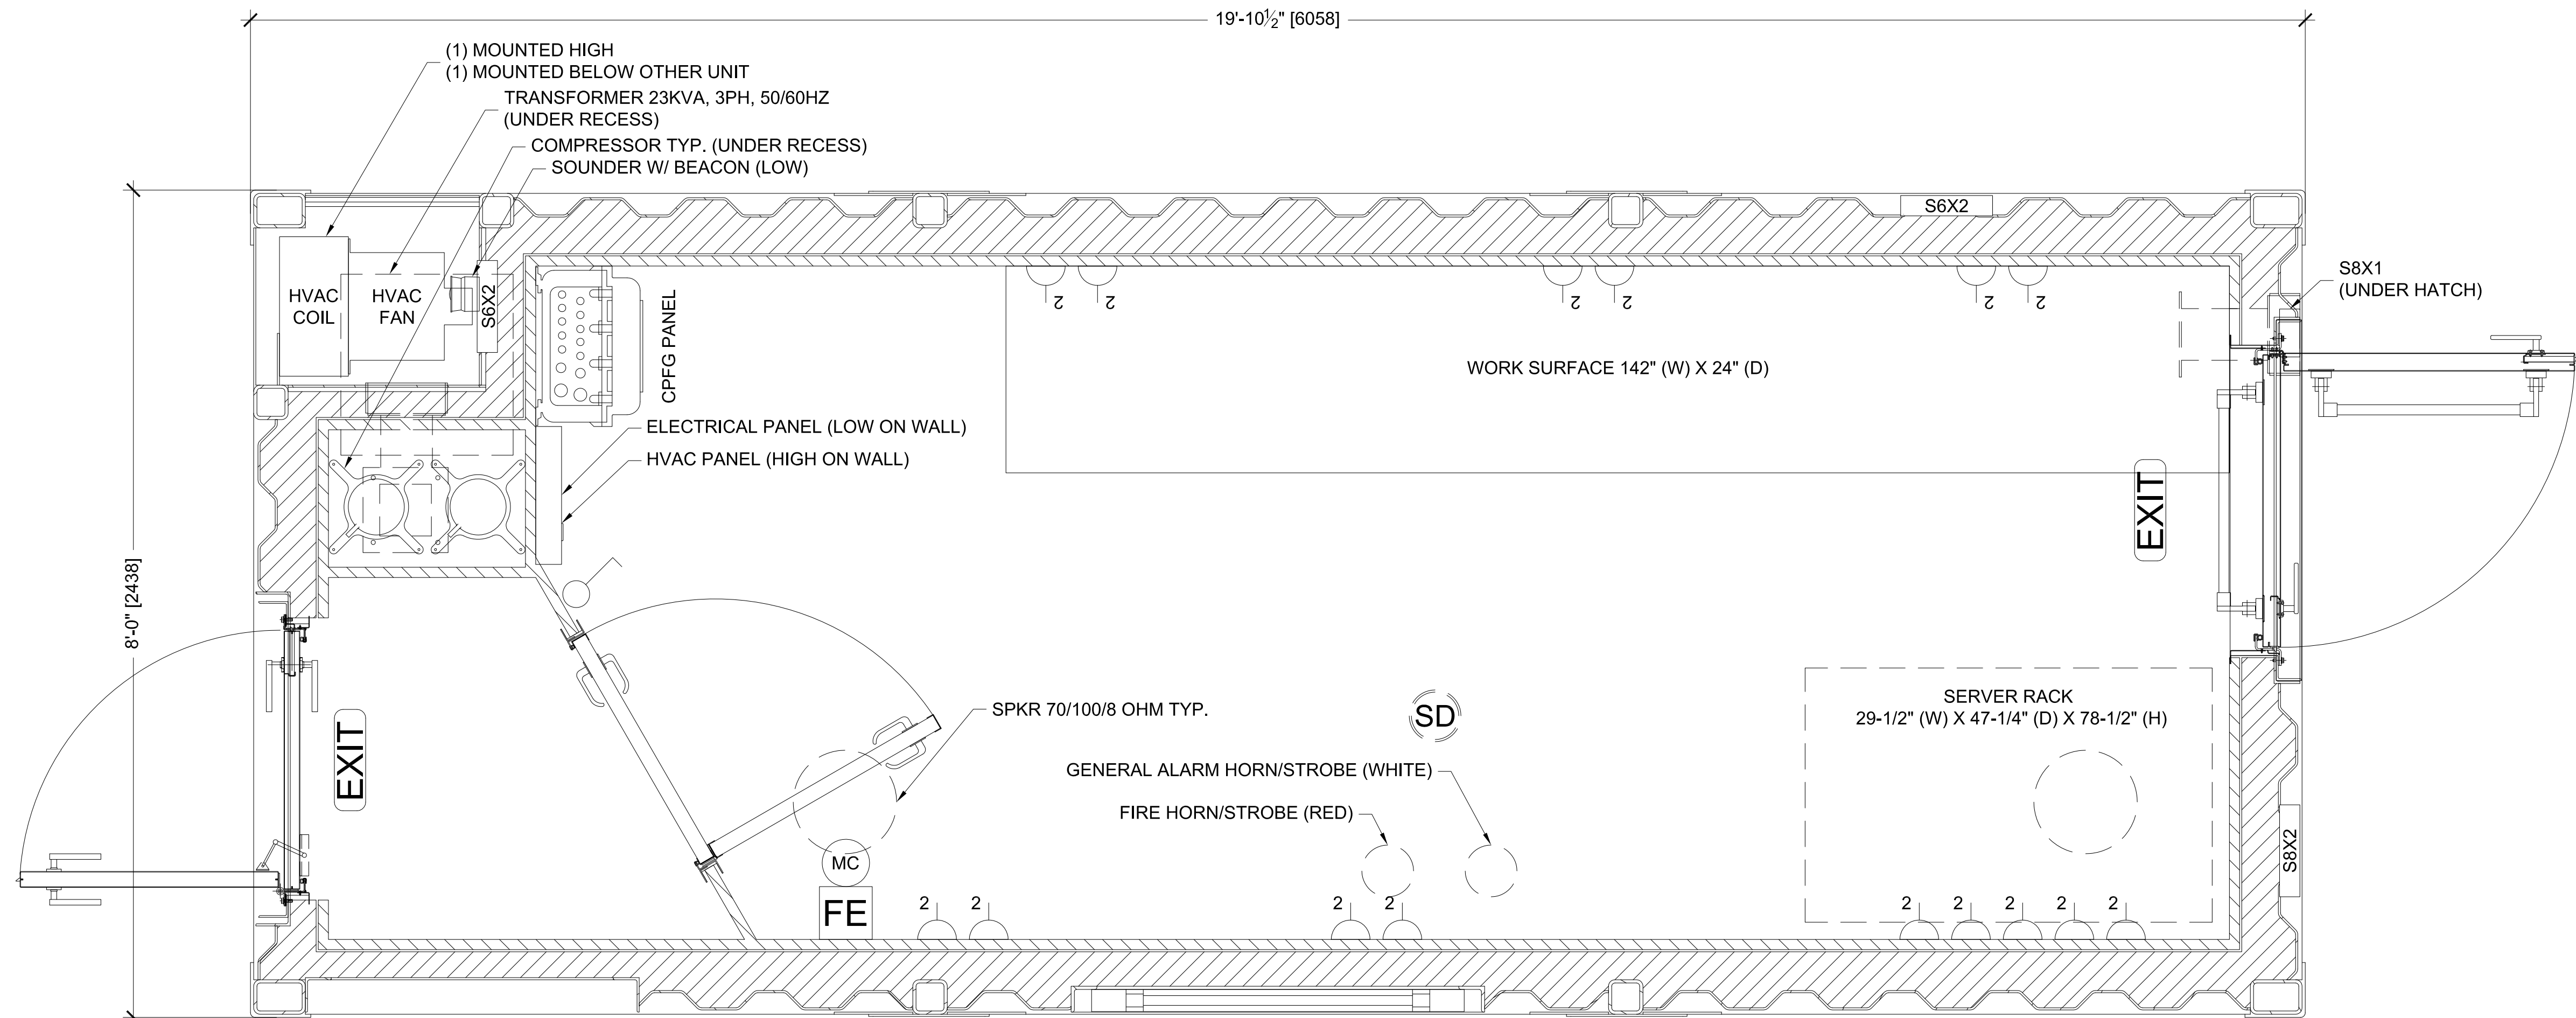 19'-10½" [6058]
(1) MOUNTED HIGH
(1) MOUNTED BELOW OTHER UNIT
TRANSFORMER 23KVA, 3PH, 50/60HZ
(UNDER RECESS)
COMPRESSOR TYP. (UNDER RECESS)
SOUNDER W/ BEACON (LOW)
S6X2
S8X1
(UNDER HATCH)
HVAC
COIL
HVAC
FAN
S6X2
CPFG PANEL
2 2 2 2 2 2
WORK SURFACE 142" (W) X 24" (D)
ELECTRICAL PANEL (LOW ON WALL)
HVAC PANEL (HIGH ON WALL)
EXIT
8'-0" [2438]
SERVER RACK
29-1/2" (W) X 47-1/4" (D) X 78-1/2" (H)
SPKR 70/100/8 OHM TYP.
SD
EXIT
GENERAL ALARM HORN/STROBE (WHITE)
FIRE HORN/STROBE (RED)
MC
S8X2
FE
2 2 2 2 2 2 2 2 2